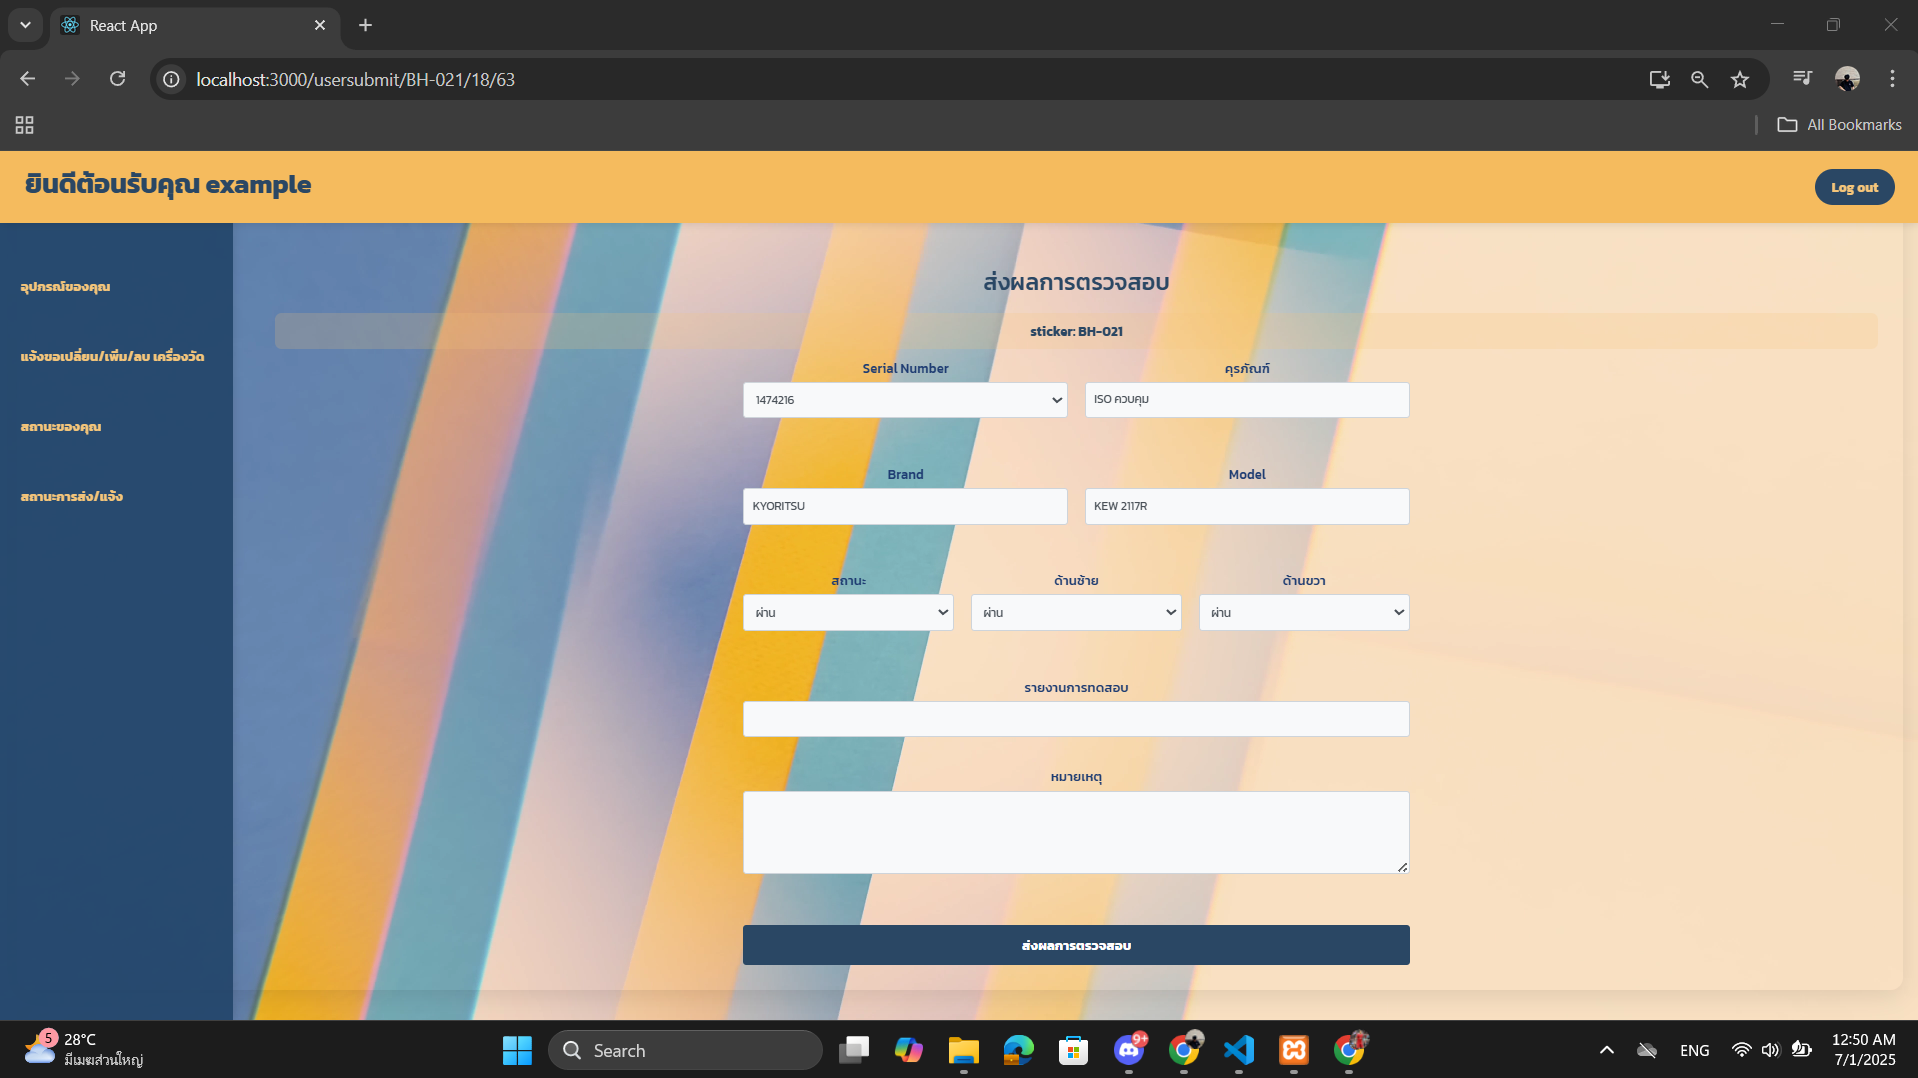 React App
localhost:3000/usersubmit/BH-021/18/63
All Bookmarks
ยินดีต้อนรับคุณ example
Log out
อุปกรณ์ของคุณ
แจ้งขอเปลี่ยน/เพิ่ม/ลบ เครื่องวัด
สถานะของคุณ
สถานะการส่ง/แจ้ง
ส่งผลการตรวจสอบ
sticker: BH-021
Serial Number
คุรภัณฑ์
1474216
ISO ควบคุม
Brand
Model
KYORITSU
KEW 2117R
สถานะ
ด้านซ้าย
ด้านขวา
ผ่าน
ผ่าน
ผ่าน
รายงานการทดสอบ
หมายเหตุ
ส่งผลการตรวจสอบ
5
28°C
มีเมฆส่วนใหญ่
Search
9+
ENG
12:50 AM
7/1/2025